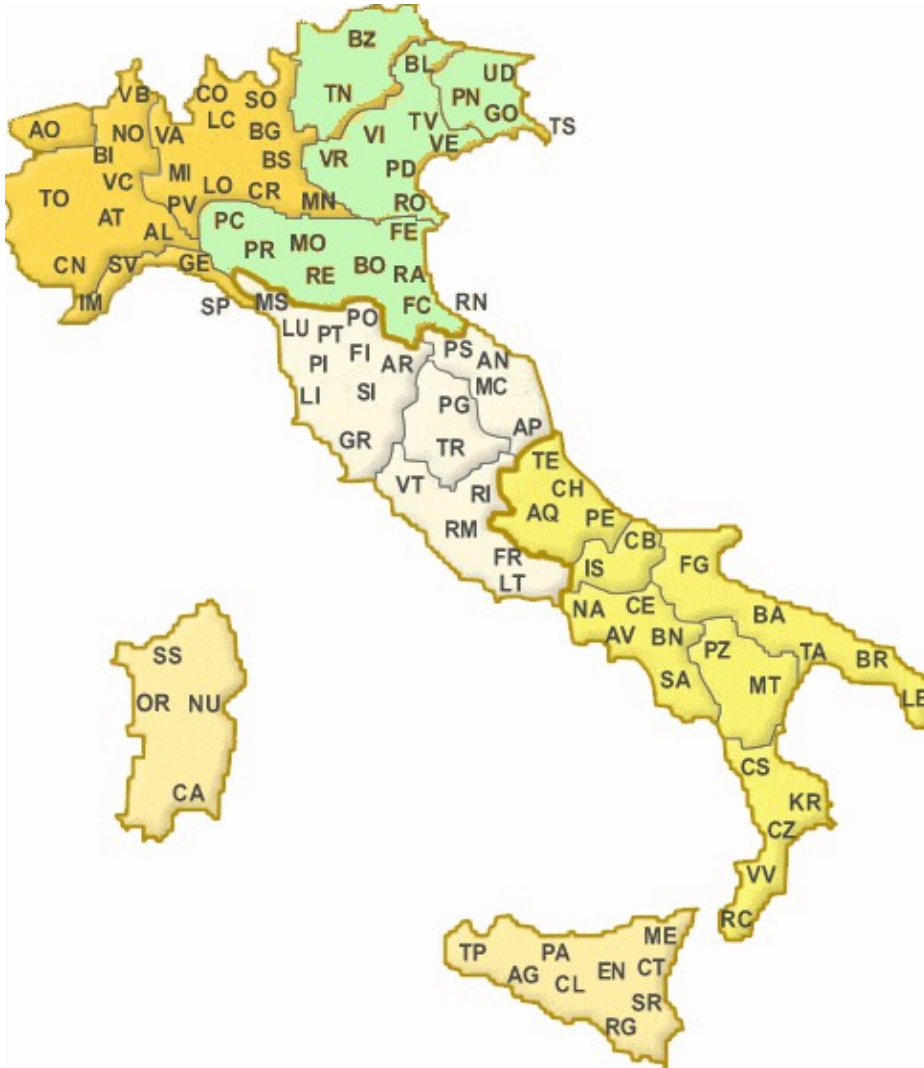 BZ
BL
UD
VB
CO
SO
TN
PN
LC
GO
AO
NO
VA
BG
VI
TV
TS
BI
BS
VR
VE
MI
PD
VC
LO
CR
TO
MN
RO
PV
AT
PC
AL
FE
PR
MO
CN
SV
GE
RE
BO
RA
IM
SP
MS
FC
RN
LU
PT
PO
PI
FI
AR
PS
AN
LI
SI
MC
PG
GR
TR
AP
VT
RI
TE
CH
AQ
RM
PE
CB
FR
IS
FG
LT
NA
CE
BA
AV
BN
PZ
TA
BR
SS
SA
MT
LE
OR
NU
CS
CA
KR
CZ
VV
RC
ME
TP
PA
AG
CL
EN
CT
SR
RG